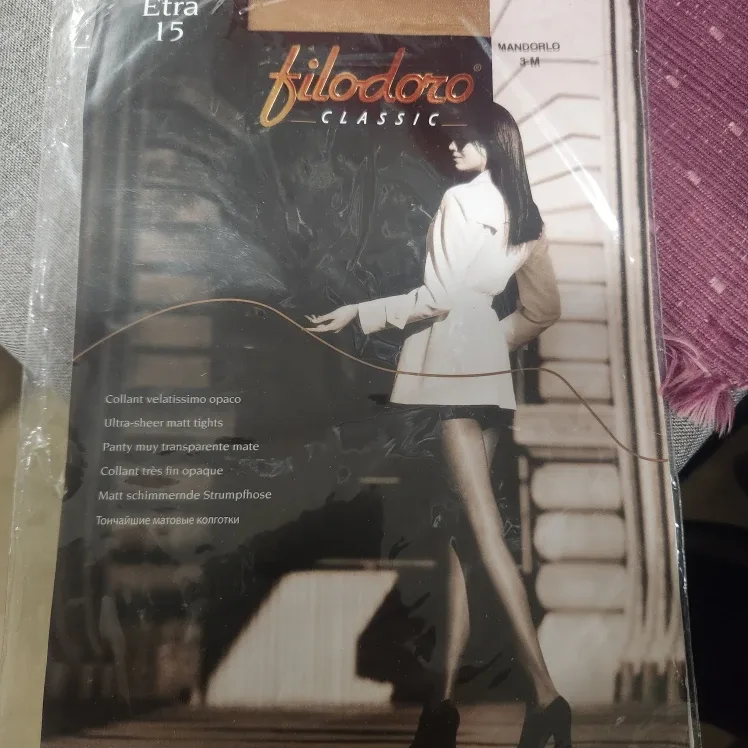 Etra
15
MANDORLO
3-M
filodoro®
CLASSIC
Collant velatissimo opaco
Ultra-sheer matt tights
Panty muy transparente mate
Collant très fin opaque
Matt schimmernde Strumpfhose
Тончайшие матовые колготки